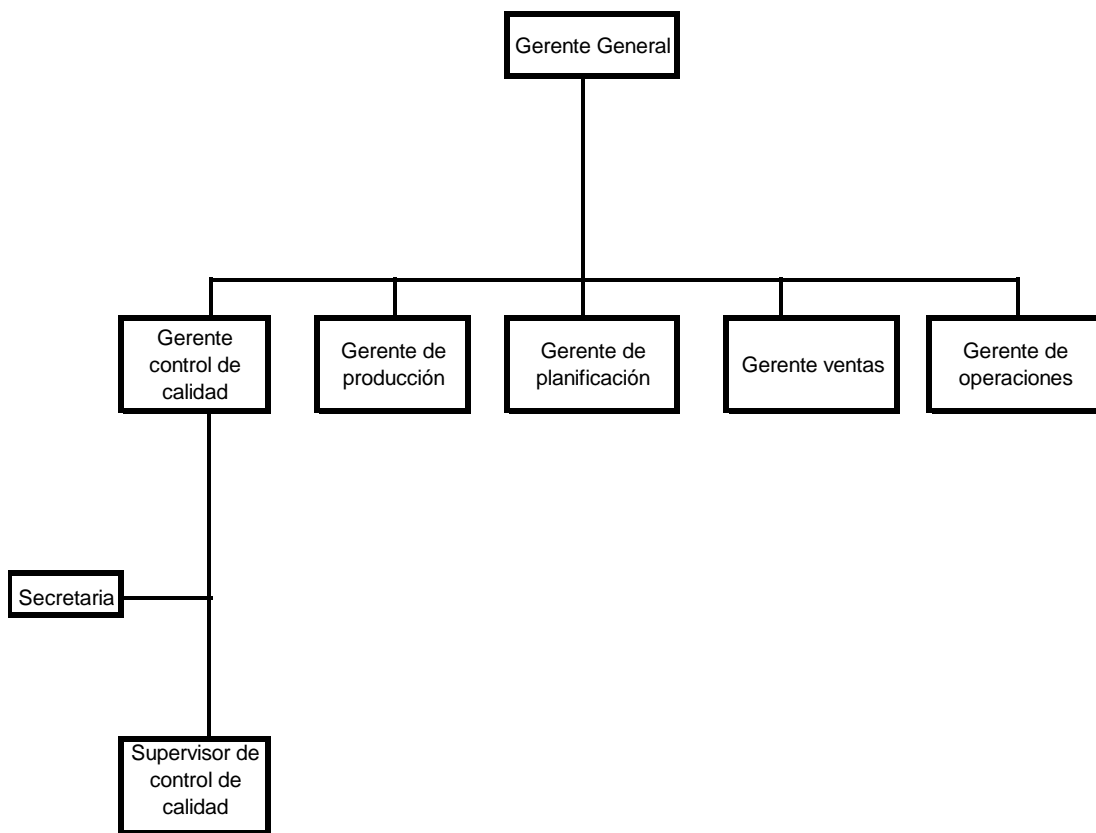 Gerente General
Gerente
control de
calidad
Gerente de
producción
Gerente de
planificación
Gerente ventas
Gerente de
operaciones
Secretaria
Supervisor de
control de
calidad